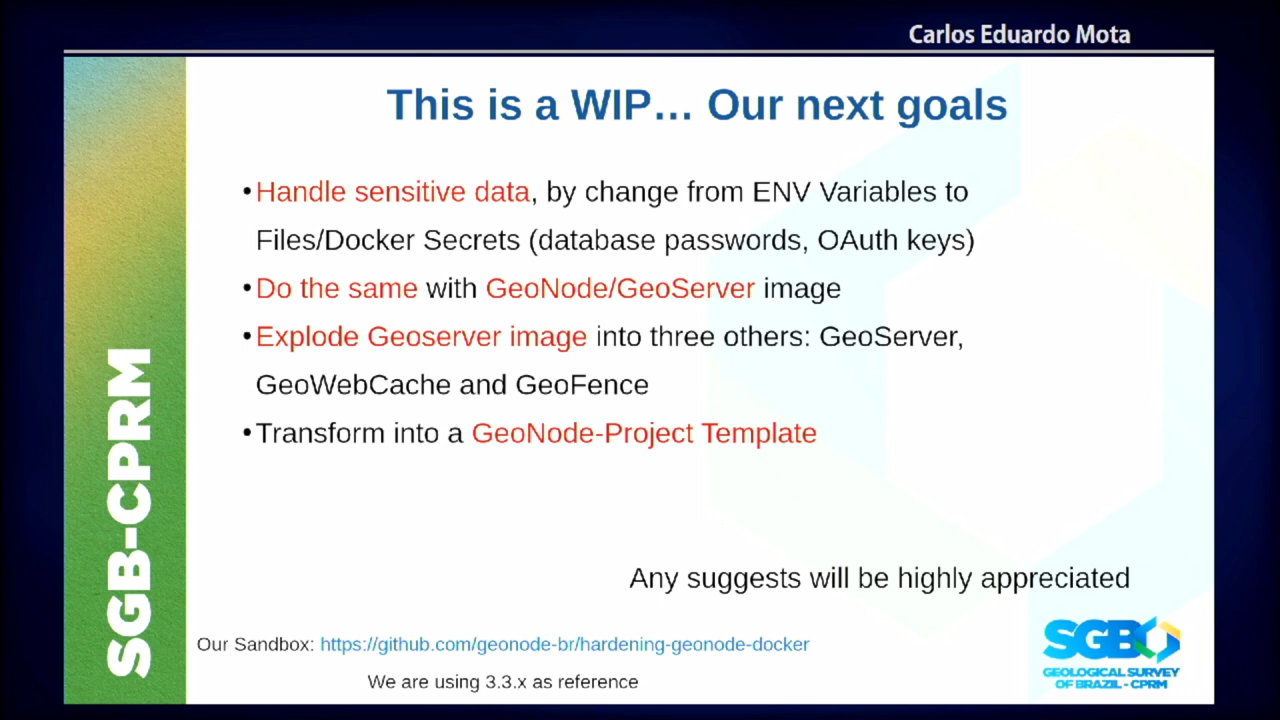 Carlos Eduardo Mota
This is a WIP… Our next goals
•Handle sensitive data, by change from ENV Variables to
Files/Docker Secrets (database passwords, OAuth keys)
•Do the same with GeoNode/GeoServer image
•Explode Geoserver image into three others: GeoServer,
GeoWebCache and GeoFence
•Transform into a GeoNode-Project Template
SGB-CPRM
Any suggests will be highly appreciated
Our Sandbox: https://github.com/geonode-br/hardening-geonode-docker
We are using 3.3.x as reference
SGB
GEOLOGICAL SURVEY
OF BRAZIL - CPRM